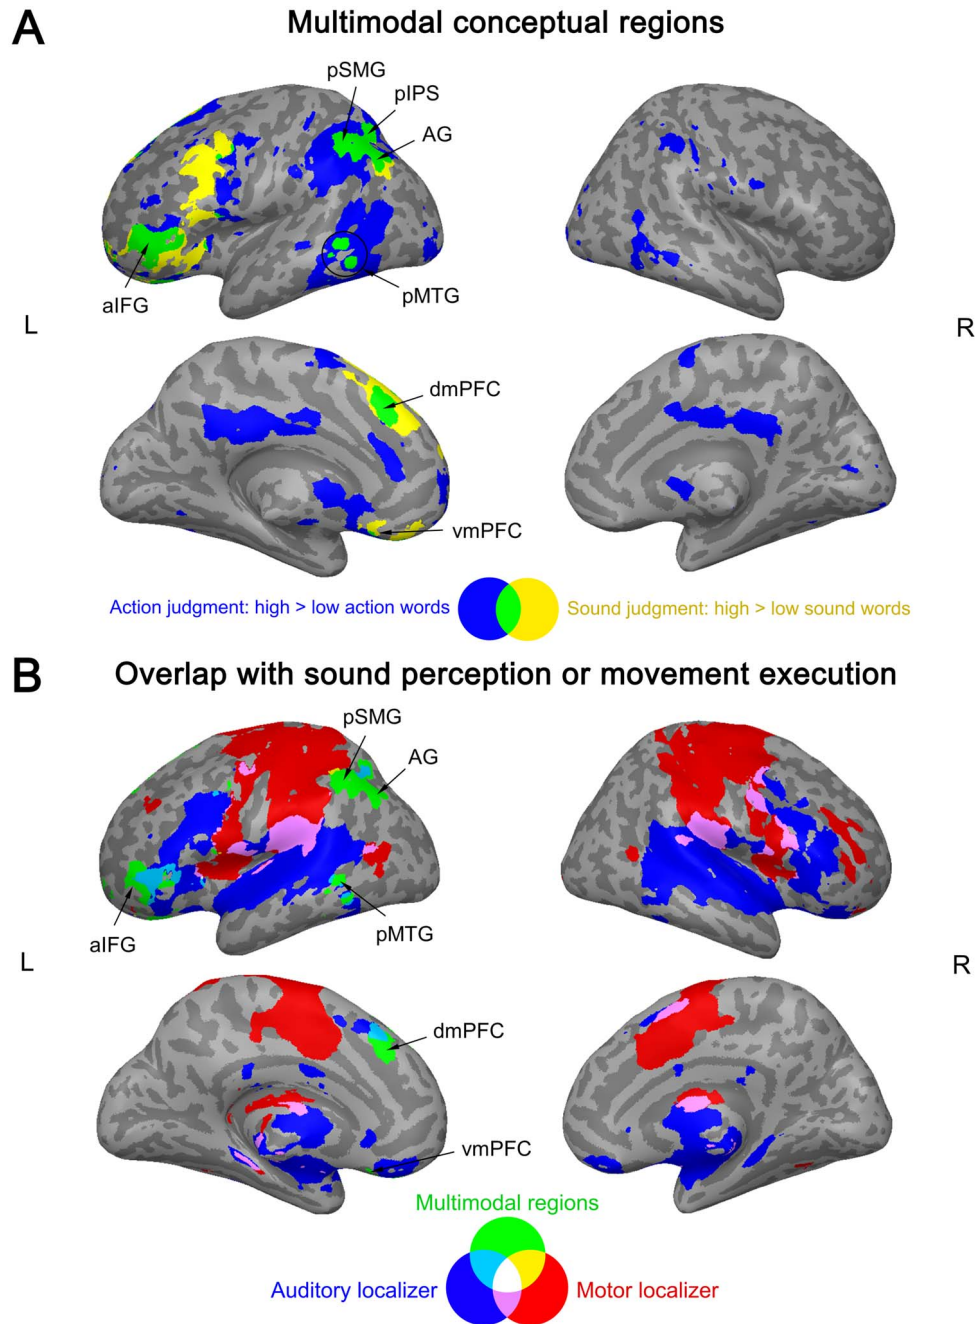 A
Multimodal conceptual regions
pSMG
pIPS
AG
aIFG
pMTG
L
R
dmPFC
vmPFC
Action judgment: high > low action words
Sound judgment: high > low sound words
B
Overlap with sound perception or movement execution
pSMG
AG
aIFG
pMTG
L
R
dmPFC
vmPFC
Multimodal regions
Auditory localizer
Motor localizer